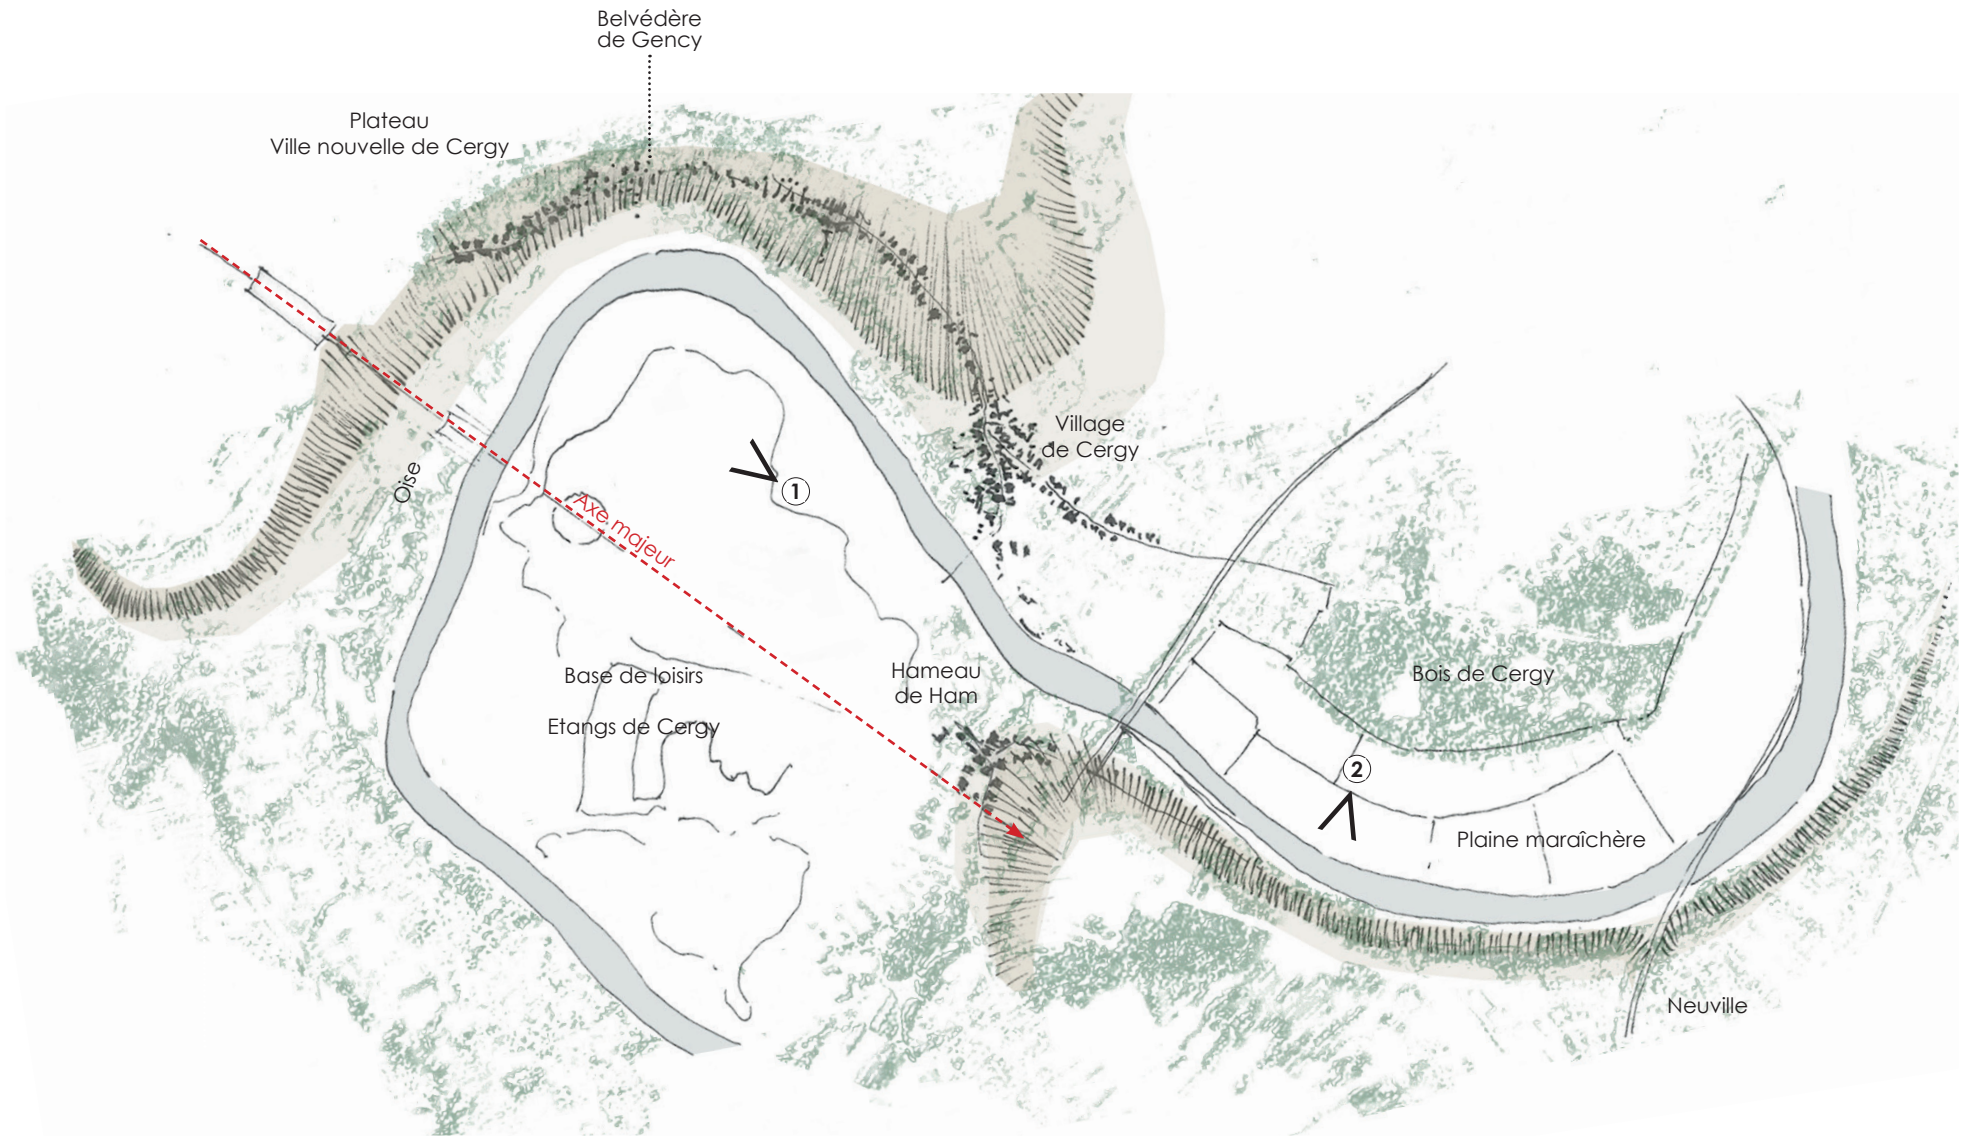 Belvédère
de Gency
Plateau
Ville nouvelle de Cergy
Village
de Cergy
Oise
1
Axe majeur
Base de loisirs
Etangs de Cergy
Hameau
de Ham
Bois de Cergy
2
Plaine maraîchère
Neuville